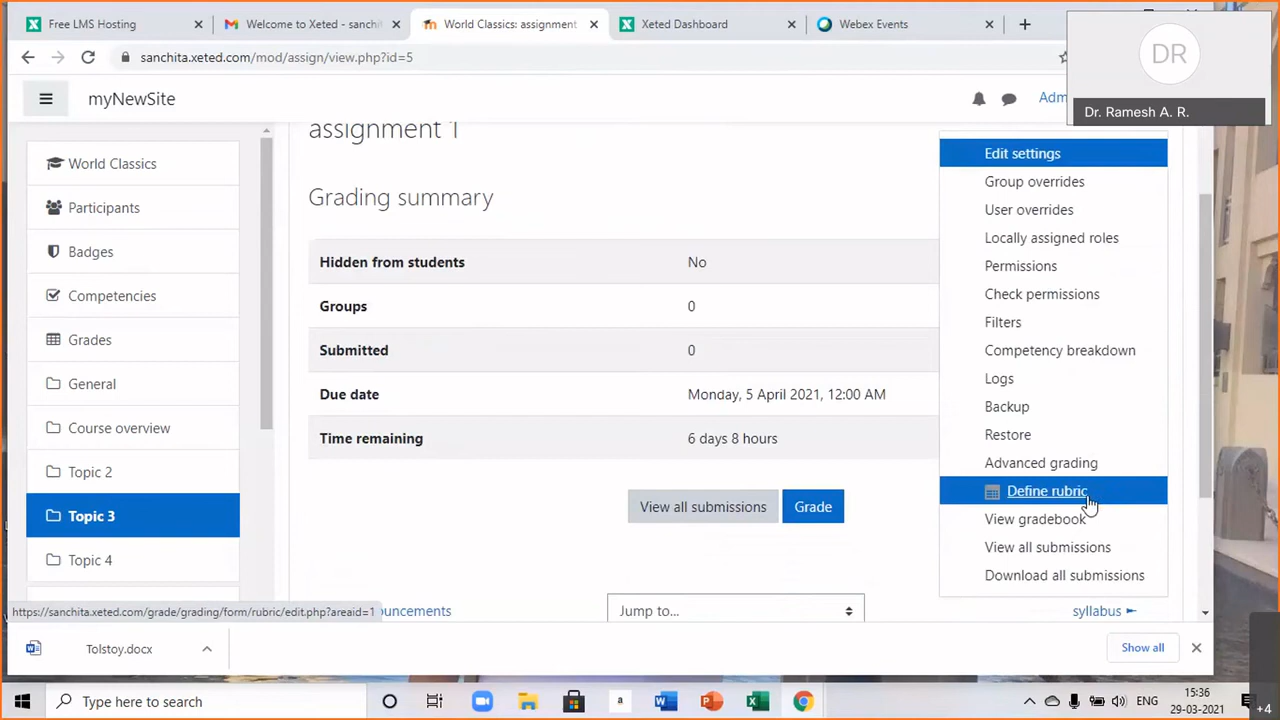 Free LMS Hosting
Welcome to Xeted - sanchit
World Classics: assignment
Xeted Dashboard
Webex Events
sanchita.xeted.com/mod/assign/view.php?id=5
DR
Dr. Ramesh A. R.
myNewSite
Adm
World Classics
Participants
Badges
Competencies
Grades
General
Course overview
Topic 2
Topic 3
Topic 4
assignment 1
Grading summary
Hidden from students No
Groups 0
Submitted 0
Due date Monday, 5 April 2021, 12:00 AM
Time remaining 6 days 8 hours
View all submissions Grade
Edit settings
Group overrides
User overrides
Locally assigned roles
Permissions
Check permissions
Filters
Competency breakdown
Logs
Backup
Restore
Advanced grading
Define rubric
View gradebook
View all submissions
Download all submissions
https://sanchita.xeted.com/grade/grading/form/rubric/edit.php?areaid=1
ouncements
Jump to...
syllabus
Tolstoy.docx
Show all
Type here to search
a
ENG
15:36
29-03-2021
+4